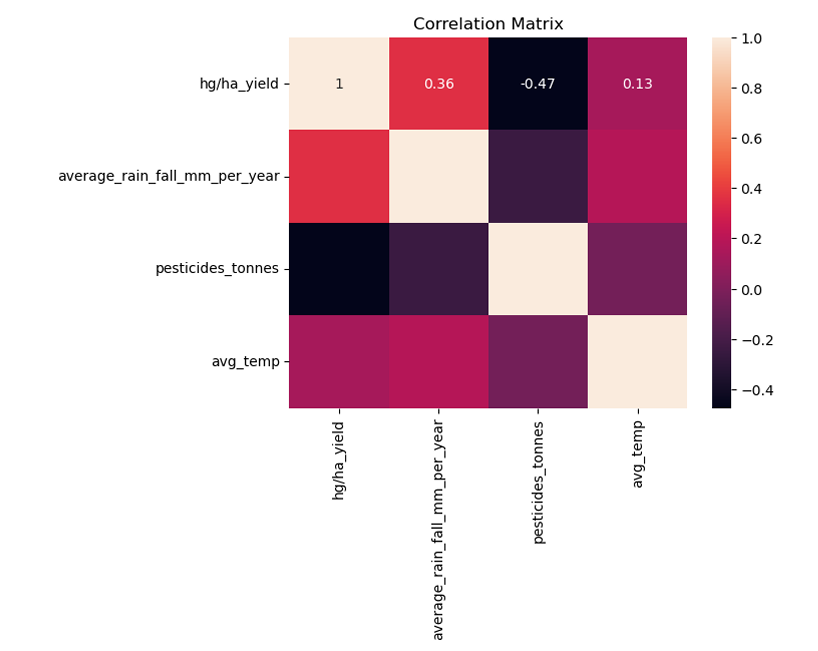 Correlation Matrix
hg/ha_yield
1 0.36 -0.47 0.13
average_rain_fall_mm_per_year
pesticides_tonnes
avg_temp
hg/ha_yield
average_rain_fall_mm_per_year
pesticides_tonnes
avg_temp
1.0
0.8
0.6
0.4
0.2
0.0
−0.2
−0.4